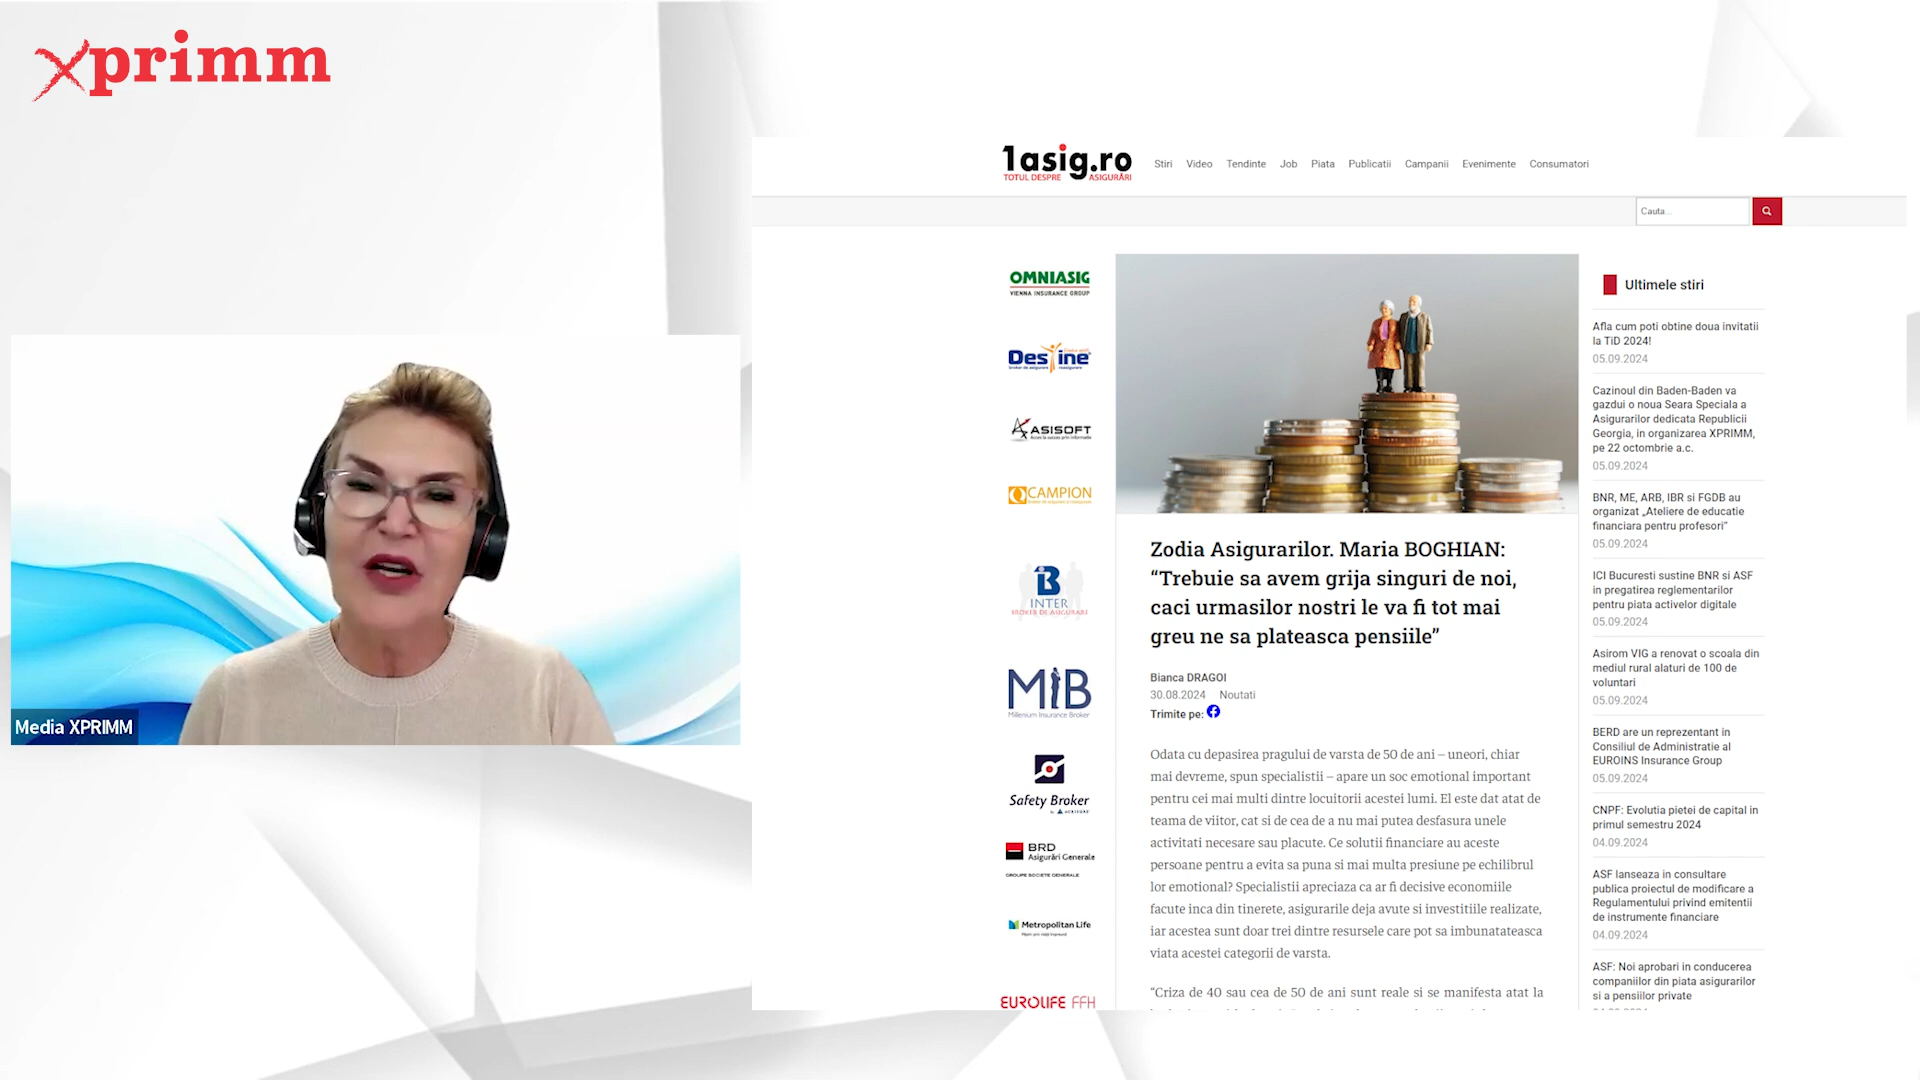 xprimm
Media XPRIMM
1asig.ro
TOTUL DESPRE ASIGURĂRI
Stiri Video Tendinte Job Piata Publicatii Campanii Evenimente Consumatori
Cauta...
OMNIASIG
VIENNA INSURANCE GROUP
Destine
broker de asigurare reasigurare
ASISOFT
Acces la succes prin informatie
CAMPION
INTER
BROKER DE ASIGURARE
MIB
Millenium Insurance Broker
Safety Broker
BRD
Asigurări Generale
GROUPE SOCIETE GENERALE
Metropolitan Life
EUROLIFE FFH
Zodia Asigurarilor. Maria BOGHIAN:
“Trebuie sa avem grija singuri de noi,
caci urmasilor nostri le va fi tot mai
greu ne sa plateasca pensiile”
Bianca DRAGOI
30.08.2024 Noutati
Trimite pe:
Odata cu depasirea pragului de varsta de 50 de ani – uneori, chiar
mai devreme, spun specialistii – apare un soc emotional important
pentru cei mai multi dintre locuitorii acestei lumi. El este dat atat de
teama de viitor, cat si de cea de a nu mai putea desfasura unele
activitati necesare sau placute. Ce solutii financiare au aceste
persoane pentru a evita sa puna si mai multa presiune pe echilibrul
lor emotional? Specialistii apreciaza ca ar fi decisive economiile
facute inca din tinerete, asigurarile deja avute si investitiile realizate,
iar acestea sunt doar trei dintre resursele care pot sa imbunatateasca
viata acestei categorii de varsta.
“Criza de 40 sau cea de 50 de ani sunt reale si se manifesta atat la
Ultimele stiri
Afla cum poti obtine doua invitatii
la TiD 2024!
05.09.2024
Cazinoul din Baden-Baden va
gazdui o noua Seara Speciala a
Asigurarilor dedicata Republicii
Georgia, in organizarea XPRIMM,
pe 22 octombrie a.c.
05.09.2024
BNR, ME, ARB, IBR si FGDB au
organizat „Ateliere de educatie
financiara pentru profesori”
05.09.2024
ICI Bucuresti sustine BNR si ASF
in pregatirea reglementarilor
pentru piata activelor digitale
05.09.2024
Asirom VIG a renovat o scoala din
mediul rural alaturi de 100 de
voluntari
05.09.2024
BERD are un reprezentant in
Consiliul de Administratie al
EUROINS Insurance Group
05.09.2024
CNPF: Evolutia pietei de capital in
primul semestru 2024
04.09.2024
ASF lanseaza in consultare
publica proiectul de modificare a
Regulamentului privind emitentii
de instrumente financiare
04.09.2024
ASF: Noi aprobari in conducerea
companiilor din piata asigurarilor
si a pensiilor private